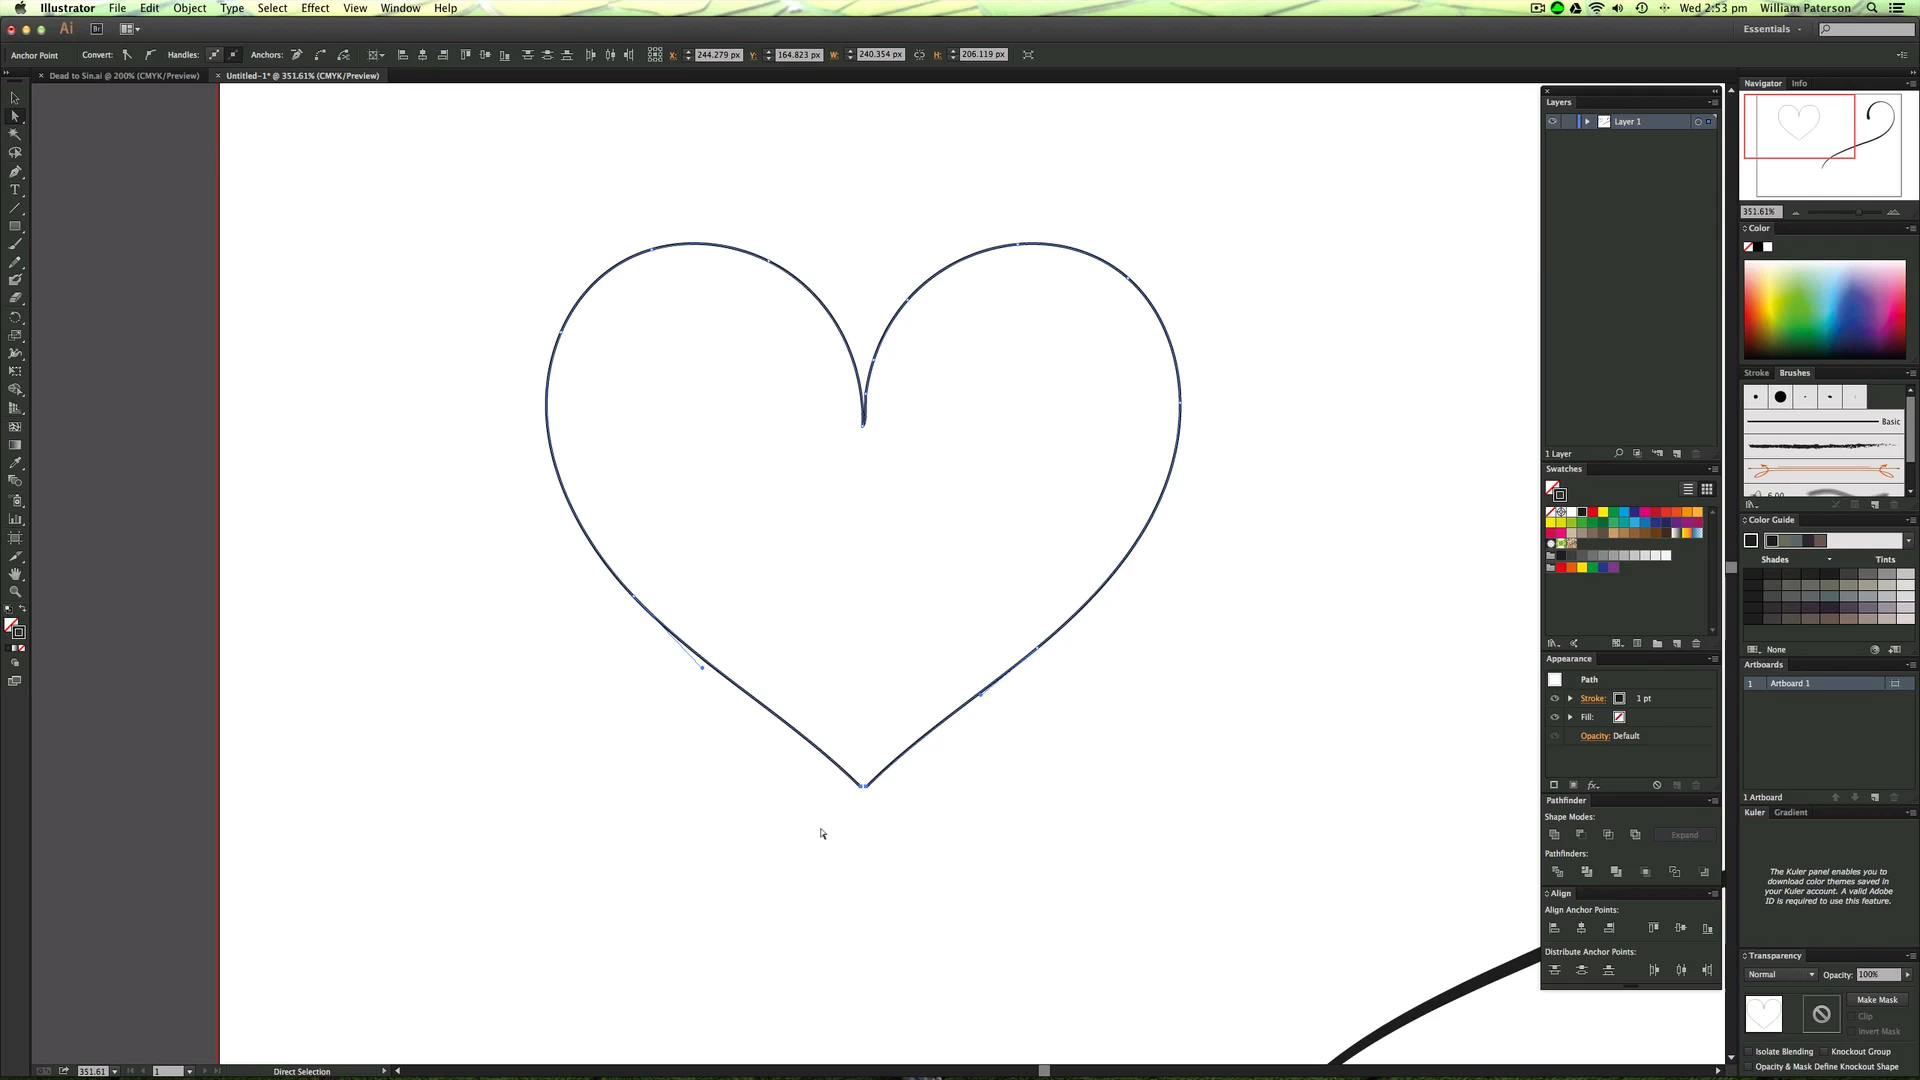 Illustrator File Edit Object Type Select Effect View Window Help
Wed 2:53 pm William Paterson
Ai Br
Essentials
Anchor Point Convert: Handles: Anchors: X: 244.279 px Y: 164.823 px W: 240.354 px H: 206.119 px
Dead to Sin.ai @ 200% (CMYK/Preview)
Untitled-1* @ 351.61% (CMYK/Preview)
Layers
Layer 1
1 Layer
Swatches
Appearance
Path
Stroke: 1 pt
Fill:
Opacity: Default
fx
Pathfinder
Shape Modes:
Expand
Pathfinders:
Align
Align Anchor Points:
Distribute Anchor Points:
Navigator Info
351.61%
Color
Stroke Brushes
Basic
6.00
Color Guide
Shades Tints
None
Artboards
1 Artboard 1
1 Artboard
Kuler Gradient
The Kuler panel enables you to
download color themes saved in
your Kuler account. A valid Adobe
ID is required to use this feature.
Transparency
Normal Opacity: 100%
Make Mask
Clip
Invert Mask
Isolate Blending Knockout Group
Opacity & Mask Define Knockout Shape
351.61 1 Direct Selection